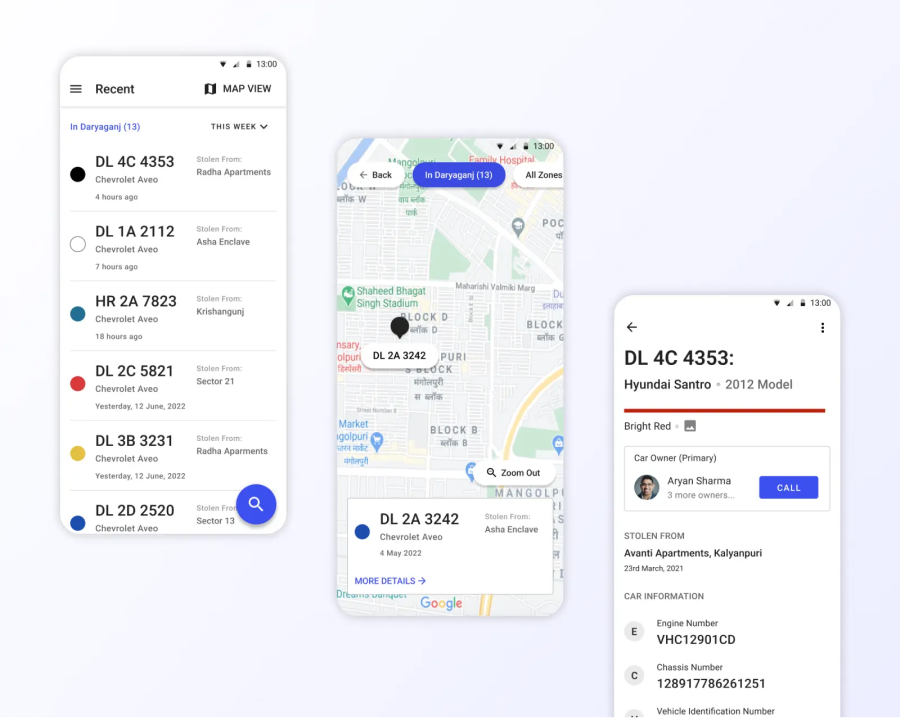 13:00
Recent
MAP VIEW
In Daryaganj (13)
THIS WEEK
DL 4C 4353
Chevrolet Aveo
4 hours ago
Stolen From:
Radha Apartments
DL 1A 2112
Chevrolet Aveo
7 hours ago
Stolen From:
Asha Enclave
HR 2A 7823
Chevrolet Aveo
18 hours ago
Stolen From:
Krishangunj
DL 2C 5821
Chevrolet Aveo
Yesterday, 12 June, 2022
Stolen From:
Sector 21
DL 3B 3231
Chevrolet Aveo
Yesterday, 12 June, 2022
Stolen From:
Radha Aparments
DL 2D 2520
Chevrolet Aveo
Stolen From
Sector 13
13:00
Family Hospital
Back
In Daryaganj (13)
All Zones
ब्लॉक W
वाय ब्लॉक
पार्क
POC
Maharishi Valmiki Marg
Shaheed Bhagat
Singh Stadium
BLOCK D
ब्लॉक D
BLOCK
ब्लॉक
DL 2A 3242
PURI
S BLOCK
मंगोलपुरी
स ब्लॉक
Street Number 8
Market
BLOCK B
ब्लॉक B
Zoom Out
MANGOLP
DL 2A 3242
Chevrolet Aveo
4 May 2022
Stolen From:
Asha Enclave
MORE DETAILS
Dreams Banquet
Google
13:00
DL 4C 4353:
Hyundai Santro
2012 Model
Bright Red
Car Owner (Primary)
Aryan Sharma
3 more owners...
CALL
STOLEN FROM
Avanti Apartments, Kalyanpuri
23rd March, 2021
CAR INFORMATION
E
Engine Number
VHC12901CD
C
Chassis Number
128917786261251
Vehicle Identification Number